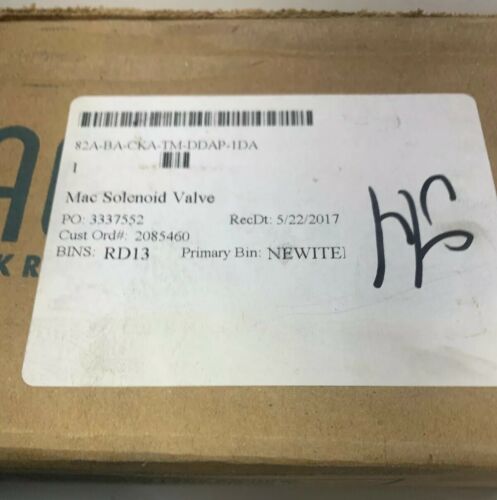 82A-BA-CKA-TM-DDAP-1DA
1
Mac Solenoid Valve
PO: 3337552 RecDt: 5/22/2017
Cust Ord#: 2085460
BINS: RD13 Primary Bin: NEWITEI